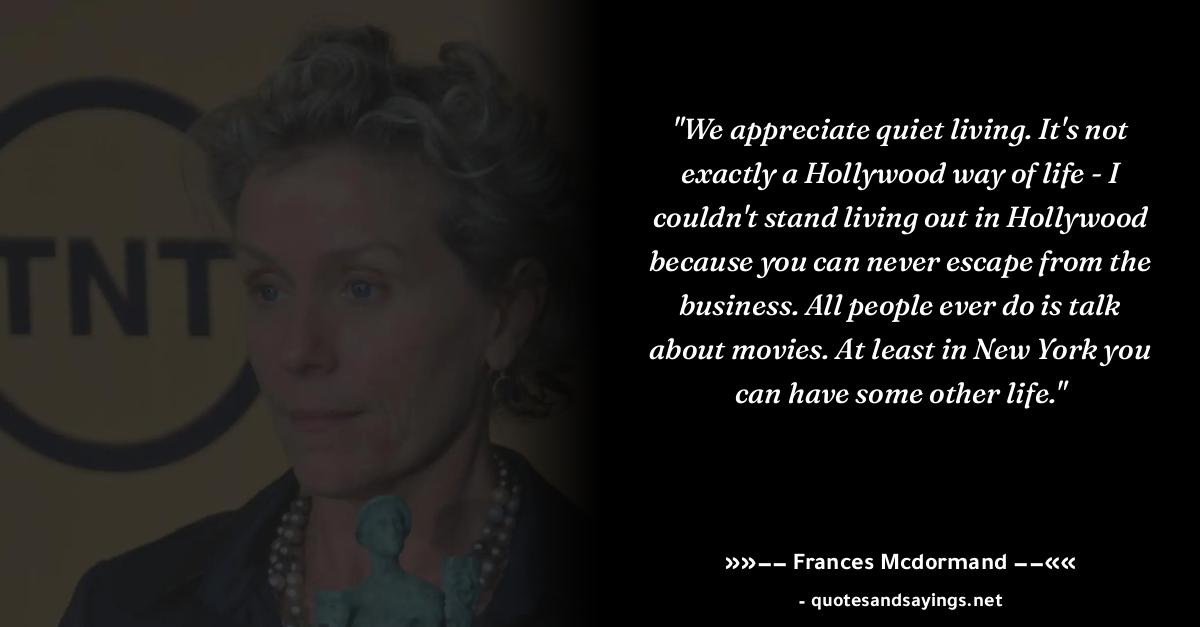 TNT
"We appreciate quiet living. It's not
exactly a Hollywood way of life - I
couldn't stand living out in Hollywood
because you can never escape from the
business. All people ever do is talk
about movies. At least in New York you
can have some other life."
»»−− Frances Mcdormand −−««
- quotesandsayings.net